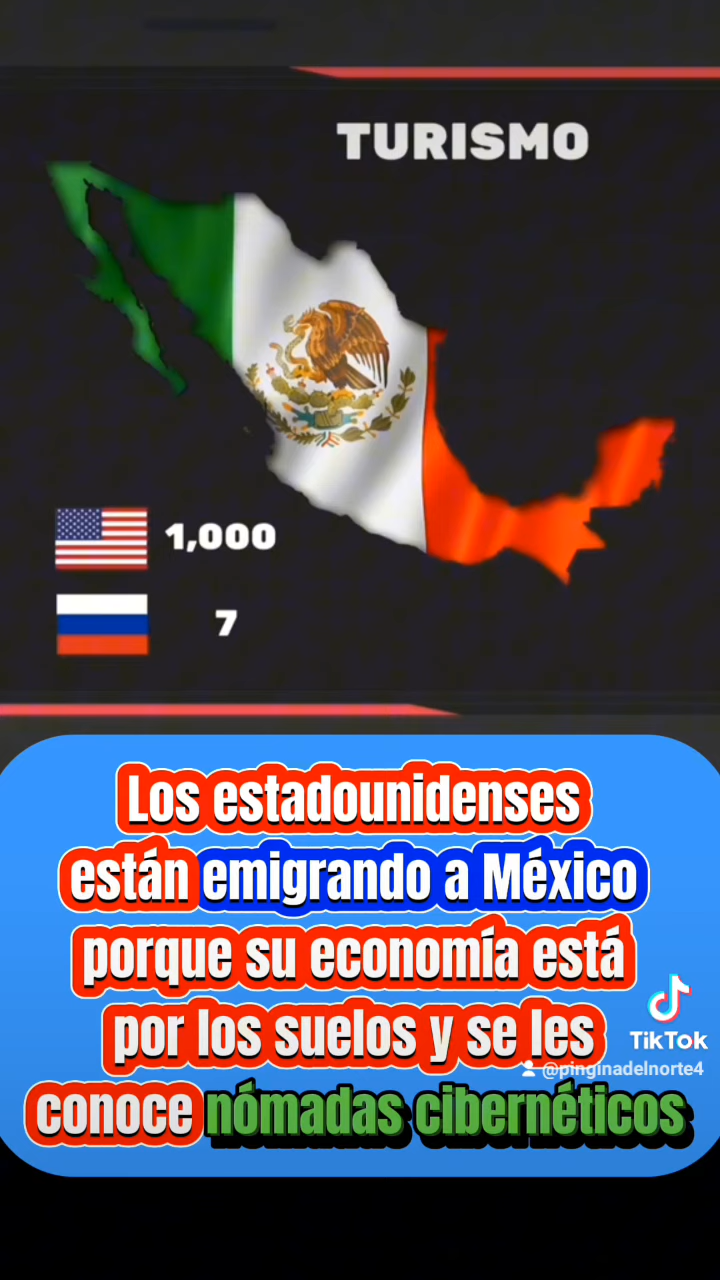 TURISMO
1,000
7
Los estadounidenses
están emigrando a México
porque su economía está
por los suelos y se les
conoce nómadas cibernéticos
TikTok
@pinginadelnorte4